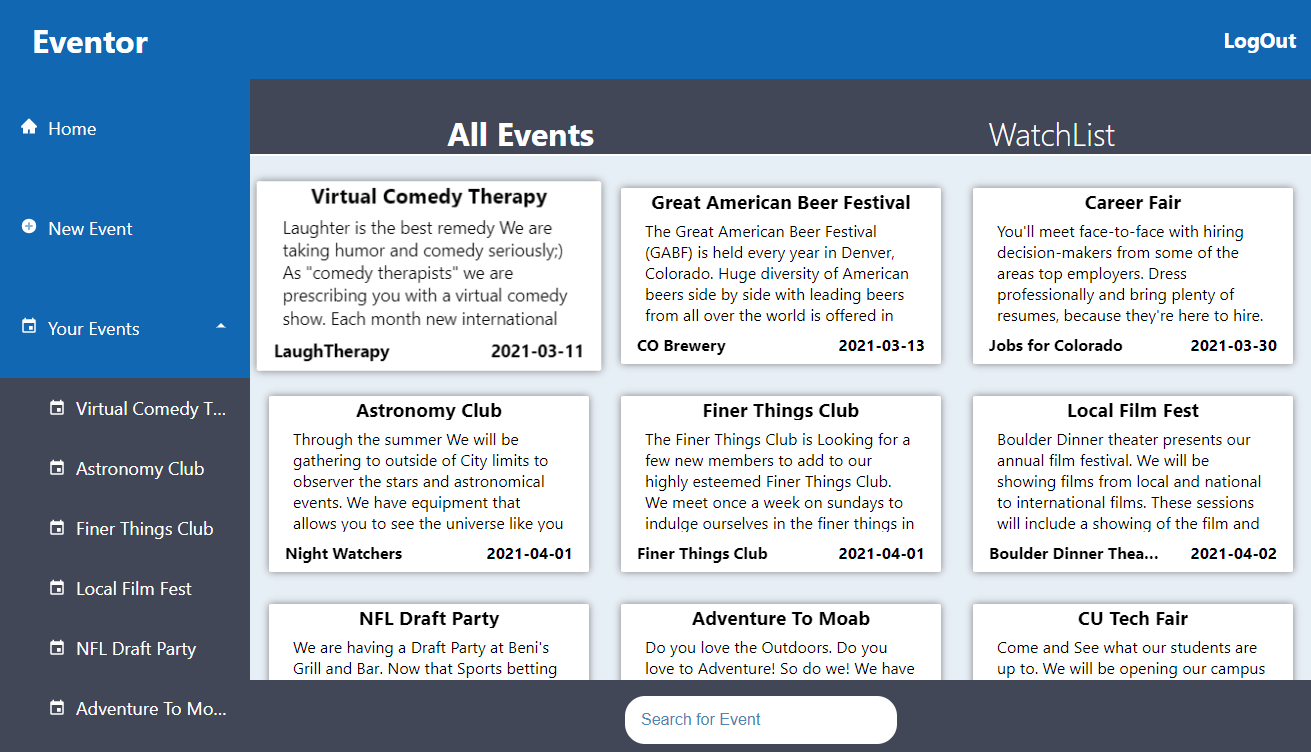 Eventor
LogOut
Home
New Event
Your Events
Virtual Comedy T...
Astronomy Club
Finer Things Club
Local Film Fest
NFL Draft Party
Adventure To Mo...
All Events
WatchList
Virtual Comedy Therapy
Laughter is the best remedy We are
taking humor and comedy seriously;)
As "comedy therapists" we are
prescribing you with a virtual comedy
show. Each month new international
LaughTherapy
2021-03-11
Great American Beer Festival
The Great American Beer Festival
(GABF) is held every year in Denver,
Colorado. Huge diversity of American
beers side by side with leading beers
from all over the world is offered in
CO Brewery
2021-03-13
Career Fair
You'll meet face-to-face with hiring
decision-makers from some of the
areas top employers. Dress
professionally and bring plenty of
resumes, because they're here to hire.
Jobs for Colorado
2021-03-30
Astronomy Club
Through the summer We will be
gathering to outside of City limits to
observer the stars and astronomical
events. We have equipment that
allows you to see the universe like you
Night Watchers
2021-04-01
Finer Things Club
The Finer Things Club is Looking for a
few new members to add to our
highly esteemed Finer Things Club.
We meet once a week on sundays to
indulge ourselves in the finer things in
Finer Things Club
2021-04-01
Local Film Fest
Boulder Dinner theater presents our
annual film festival. We will be
showing films from local and national
to international films. These sessions
will include a showing of the film and
Boulder Dinner Thea...
2021-04-02
NFL Draft Party
We are having a Draft Party at Beni's
Grill and Bar. Now that Sports betting
Adventure To Moab
Do you love the Outdoors. Do you
love to Adventure! So do we! We have
CU Tech Fair
Come and See what our students are
up to. We will be opening our campus
Search for Event